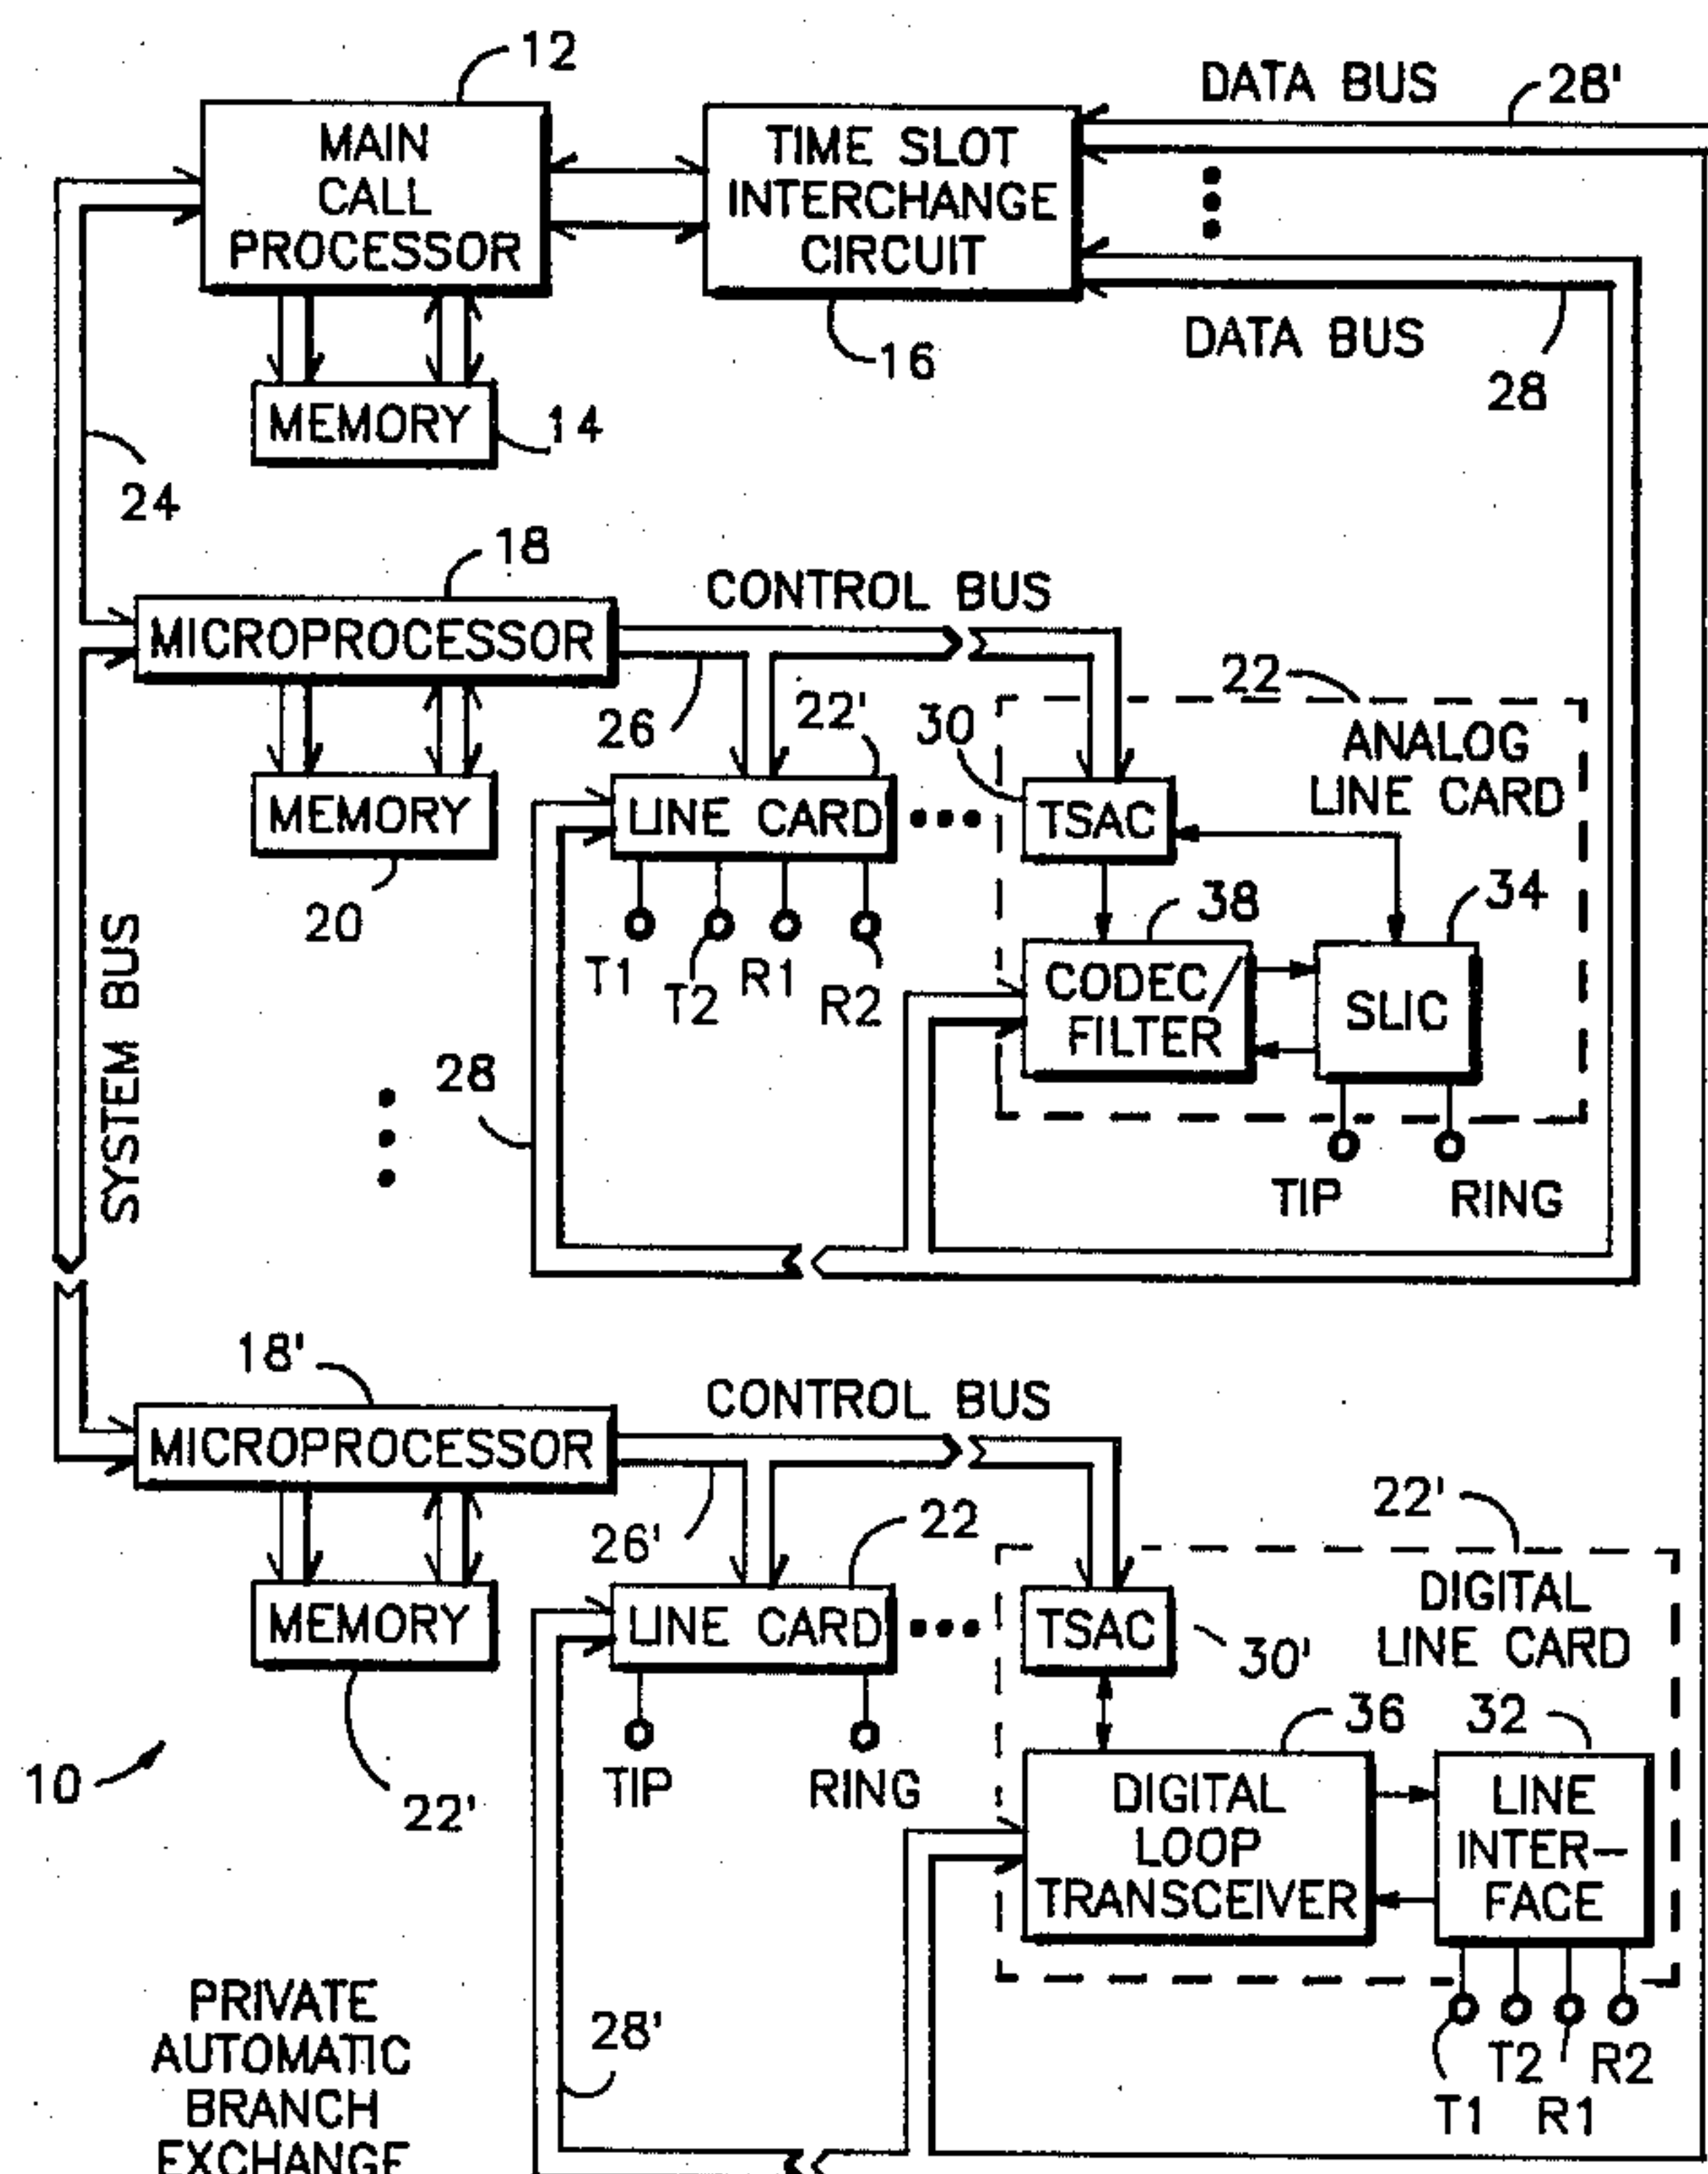 12
DATA BUS
28'
MAIN
CALL
PROCESSOR
TIME SLOT
INTERCHANGE
CIRCUIT
16
DATA BUS
28
MEMORY
14
24
18
CONTROL BUS
MICROPROCESSOR
26
22'
30
22
ANALOG
LINE CARD
MEMORY
20
LINE CARD
TSAC
T1
T2
R1
R2
38
34
CODEC/
FILTER
SLIC
SYSTEM BUS
28
TIP
RING
18'
CONTROL BUS
MICROPROCESSOR
26'
22
22'
DIGITAL
LINE CARD
MEMORY
22'
LINE CARD
TSAC
30'
TIP
RING
36
32
10
DIGITAL
LOOP
TRANSCEIVER
LINE
INTER-
FACE
28'
T1
T2
R1
R2
PRIVATE
AUTOMATIC
BRANCH
EXCHANGE